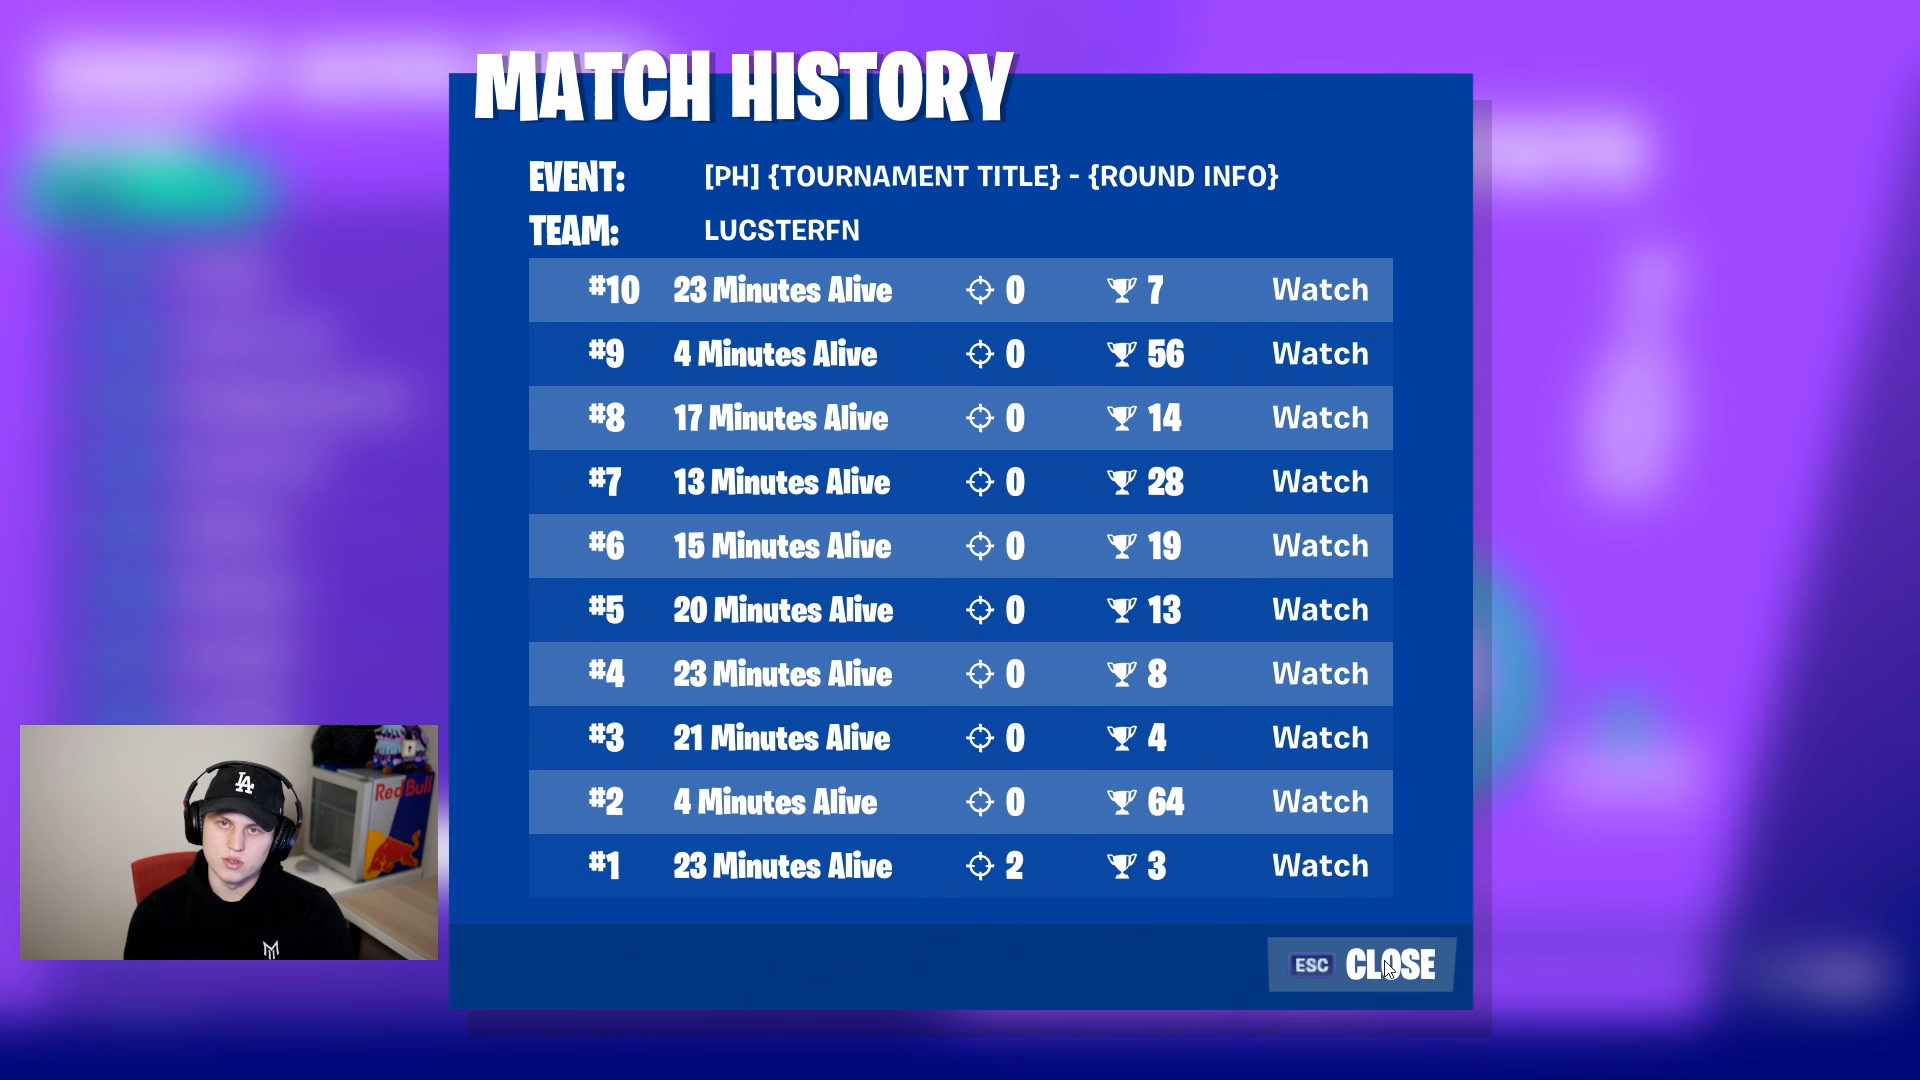 MATCH HISTORY
EVENT: [PH] {TOURNAMENT TITLE} - {ROUND INFO}
TEAM: LUCSTERFN
#10 23 Minutes Alive 0 7 Watch
#9 4 Minutes Alive 0 56 Watch
#8 17 Minutes Alive 0 14 Watch
#7 13 Minutes Alive 0 28 Watch
#6 15 Minutes Alive 0 19 Watch
#5 20 Minutes Alive 0 13 Watch
#4 23 Minutes Alive 0 8 Watch
#3 21 Minutes Alive 0 4 Watch
#2 4 Minutes Alive 0 64 Watch
#1 23 Minutes Alive 2 3 Watch
ESC CLOSE
LA
Red Bull